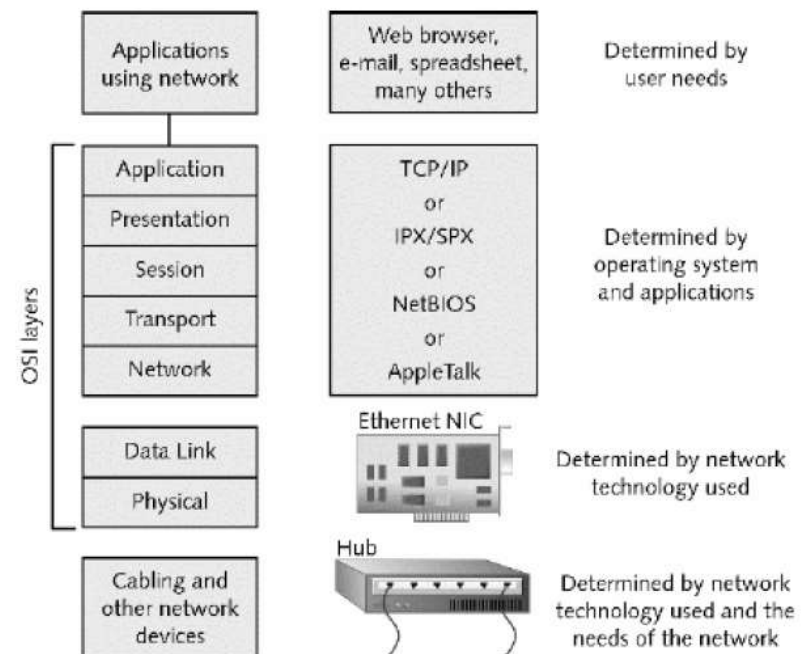 Applications
using network
Web browser,
e-mail, spreadsheet,
many others
Determined by
user needs
OSI layers
Application
Presentation
Session
Transport
Network
TCP/IP
or
IPX/SPX
or
NetBIOS
or
AppleTalk
Determined by
operating system
and applications
Data Link
Physical
Ethernet NIC
Determined by network
technology used
Cabling and
other network
devices
Hub
Determined by network
technology used and the
needs of the network